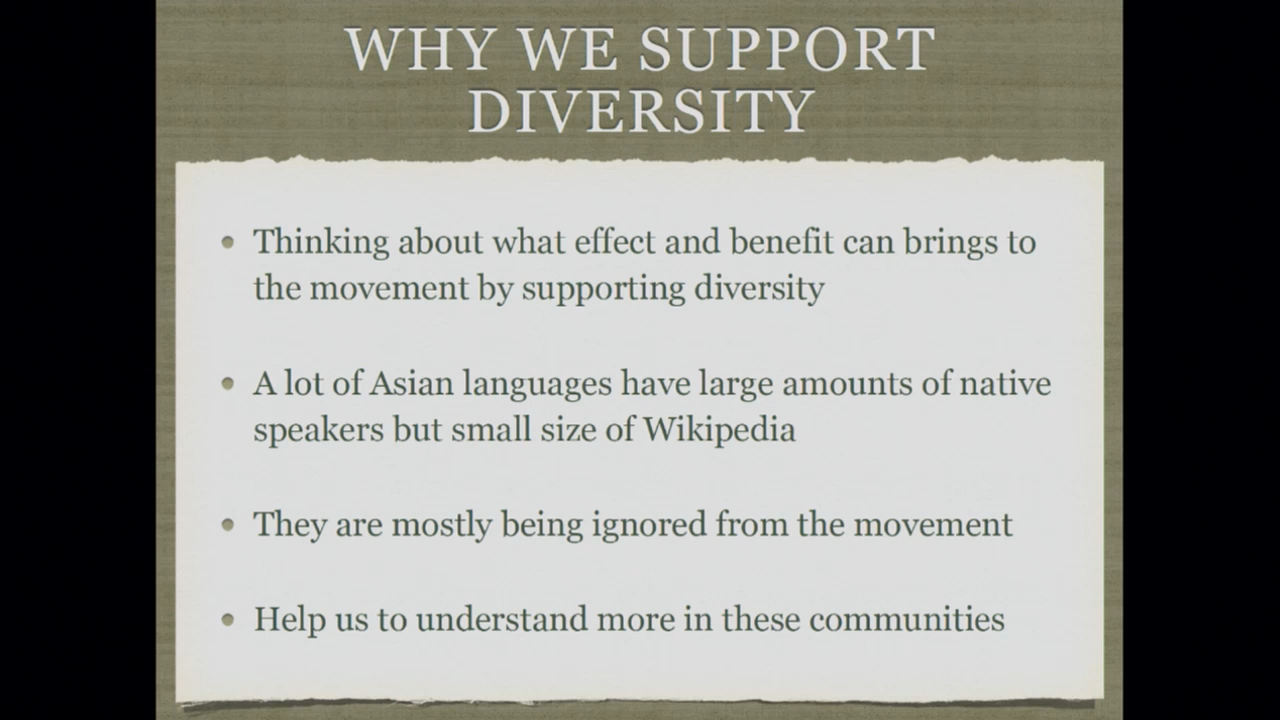 WHY WE SUPPORT
DIVERSITY
• Thinking about what effect and benefit can brings to
the movement by supporting diversity
• A lot of Asian languages have large amounts of native
speakers but small size of Wikipedia
• They are mostly being ignored from the movement
• Help us to understand more in these communities